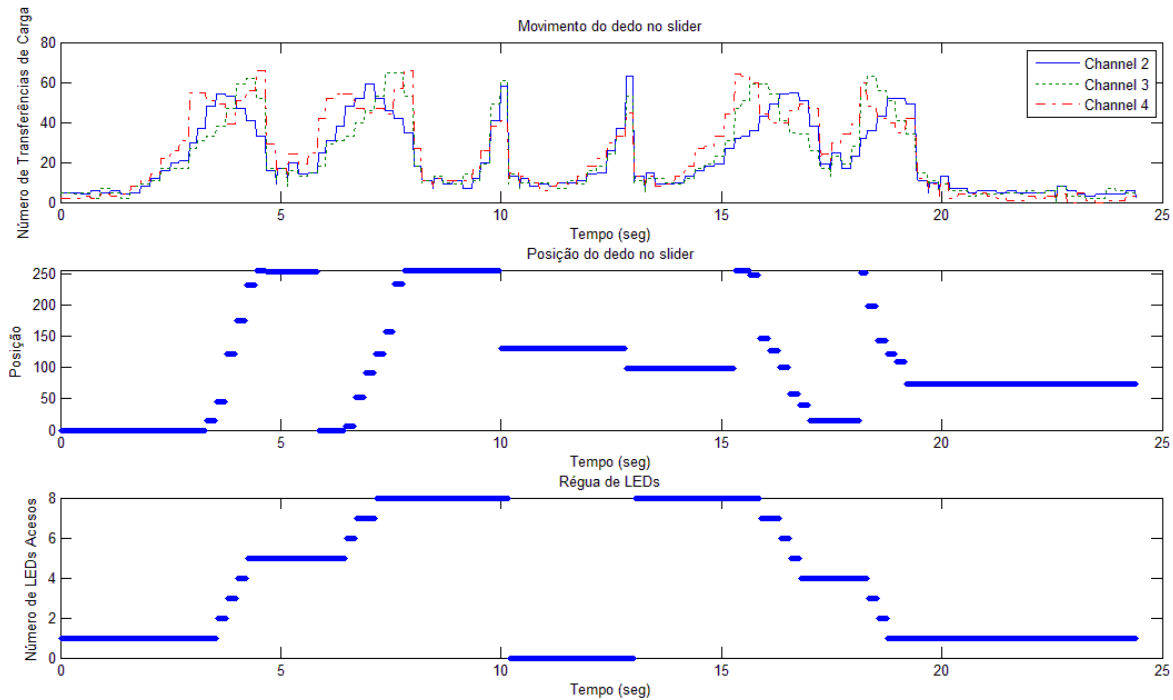 Movimento do dedo no slider
Número de Transferências de Carga
80
60
40
20
0
Channel 2
Channel 3
Channel 4
0 5 10 15 20 25
Tempo (seg)
Posição do dedo no slider
Posição
250
200
150
100
50
0
0 5 10 15 20 25
Tempo (seg)
Régua de LEDs
Número de LEDs Acesos
8
6
4
2
0
0 5 10 15 20 25
Tempo (seg)